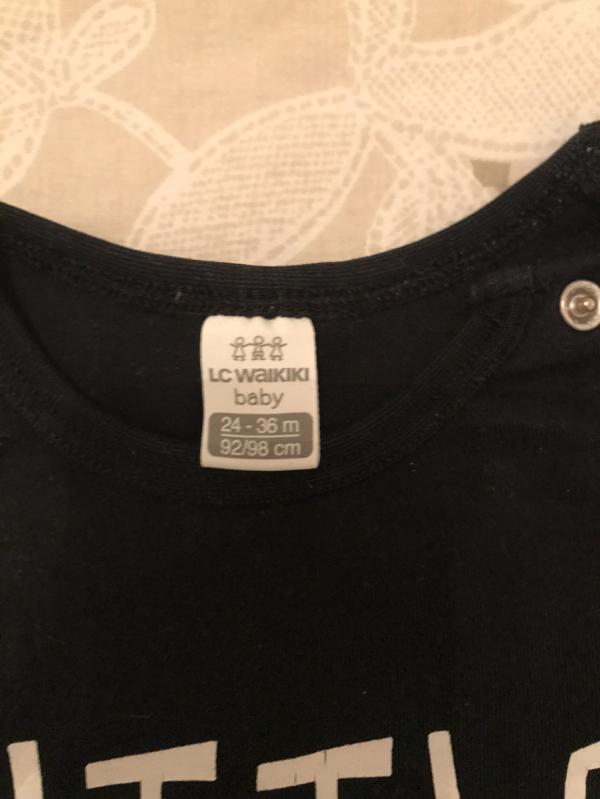 LC WAIKIKI
baby
24 - 36 m
92/98 cm